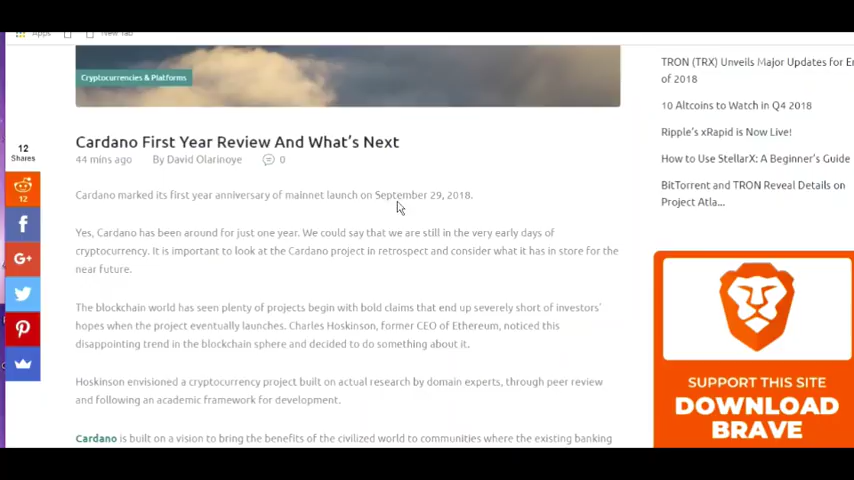 Apps
New Tab
Cryptocurrencies & Platforms
Cardano First Year Review And What's Next
44 mins ago By David Olarinoye 0
Cardano marked its first year anniversary of mainnet launch on September 29, 2018.
Yes, Cardano has been around for just one year. We could say that we are still in the very early days of
cryptocurrency. It is important to look at the Cardano project in retrospect and consider what it has in store for the
near future.
The blockchain world has seen plenty of projects begin with bold claims that end up severely short of investors'
hopes when the project eventually launches. Charles Hoskinson, former CEO of Ethereum, noticed this
disappointing trend in the blockchain sphere and decided to do something about it.
Hoskinson envisioned a cryptocurrency project built on actual research by domain experts, through peer review
and following an academic framework for development.
Cardano is built on a vision to bring the benefits of the civilized world to communities where the existing banking
12
Shares
12
G+
TRON (TRX) Unveils Major Updates for En
of 2018
10 Altcoins to Watch in Q4 2018
Ripple's xRapid is Now Live!
How to Use StellarX: A Beginner's Guide
BitTorrent and TRON Reveal Details on
Project Atla...
SUPPORT THIS SITE
DOWNLOAD
BRAVE